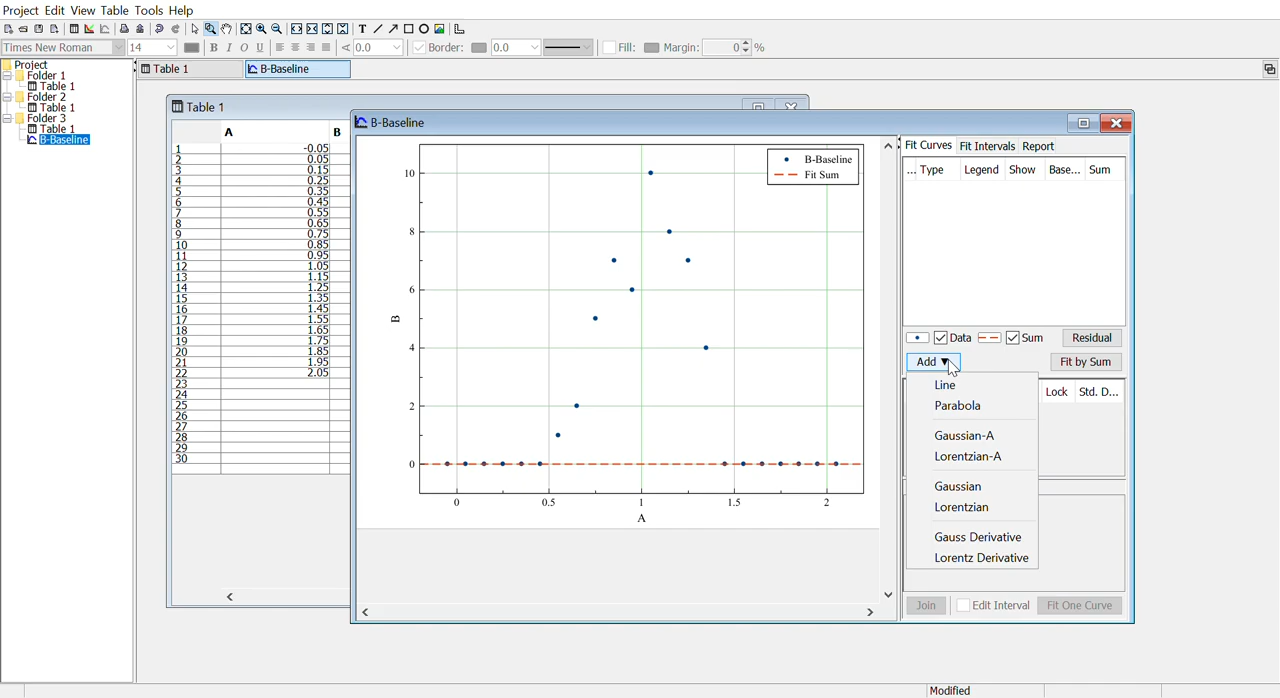 Project Edit View Table Tools Help
Times New Roman 14 B I O U 0.0 Border: 0.0 Fill: Margin: 0 %
Project
Folder 1
Table 1
Folder 2
Table 1
Folder 3
Table 1
B-Baseline
Table 1 B-Baseline
Table 1
A B
1 -0.05
2 0.05
3 0.15
4 0.25
5 0.35
6 0.45
7 0.55
8 0.65
9 0.75
10 0.85
11 0.95
12 1.05
13 1.15
14 1.25
15 1.35
16 1.45
17 1.55
18 1.65
19 1.75
20 1.85
21 1.95
22 2.05
23
24
25
26
27
28
29
30
B-Baseline
B-Baseline
Fit Sum
10
8
6
4
2
0
B
0 0.5 1 1.5 2
A
Fit Curves Fit Intervals Report
... Type Legend Show Base... Sum
Data Sum Residual
Add ▼ Fit by Sum
Lock Std. D...
Line
Parabola
Gaussian-A
Lorentzian-A
Gaussian
Lorentzian
Gauss Derivative
Lorentz Derivative
Join Edit Interval Fit One Curve
Modified